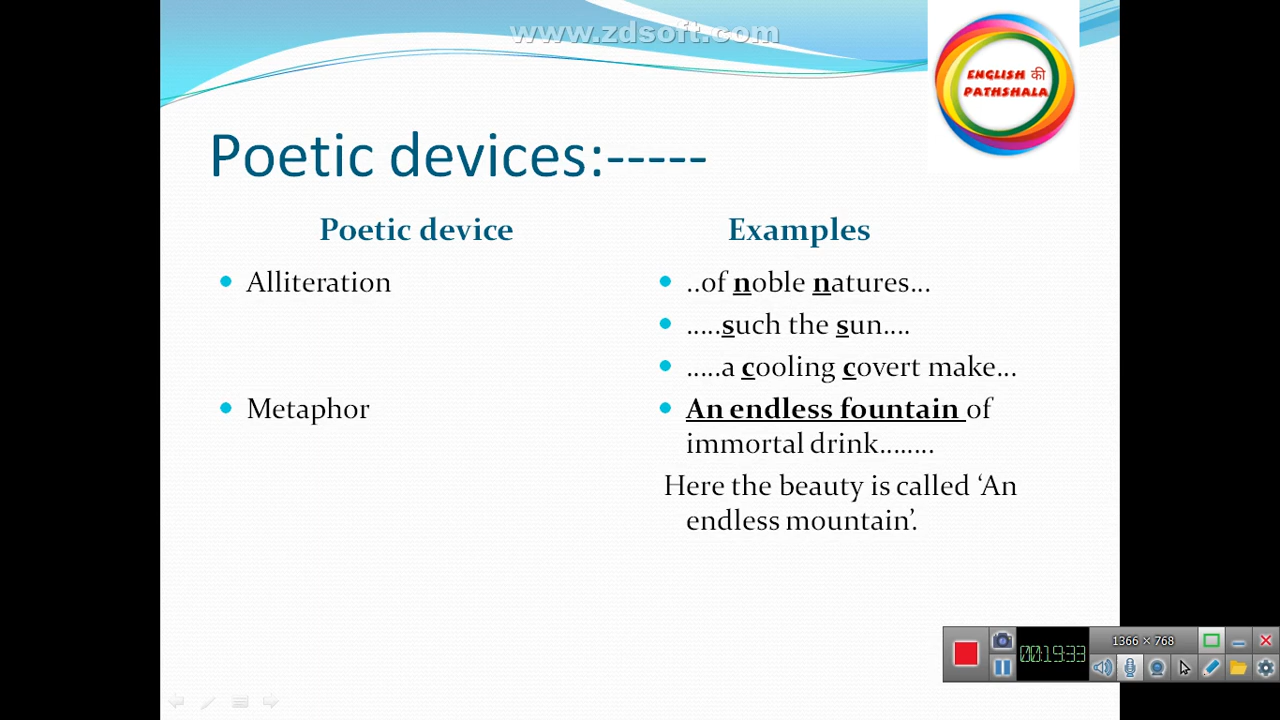 www.zdsoft.com
ENGLISH की
PATHSHALA
Poetic devices:-----
Poetic device
Examples
Alliteration
..of noble natures...
.....such the sun....
.....a cooling covert make...
Metaphor
An endless fountain of
immortal drink........
Here the beauty is called ‘An
endless mountain’.
1366 × 768
00:19:33